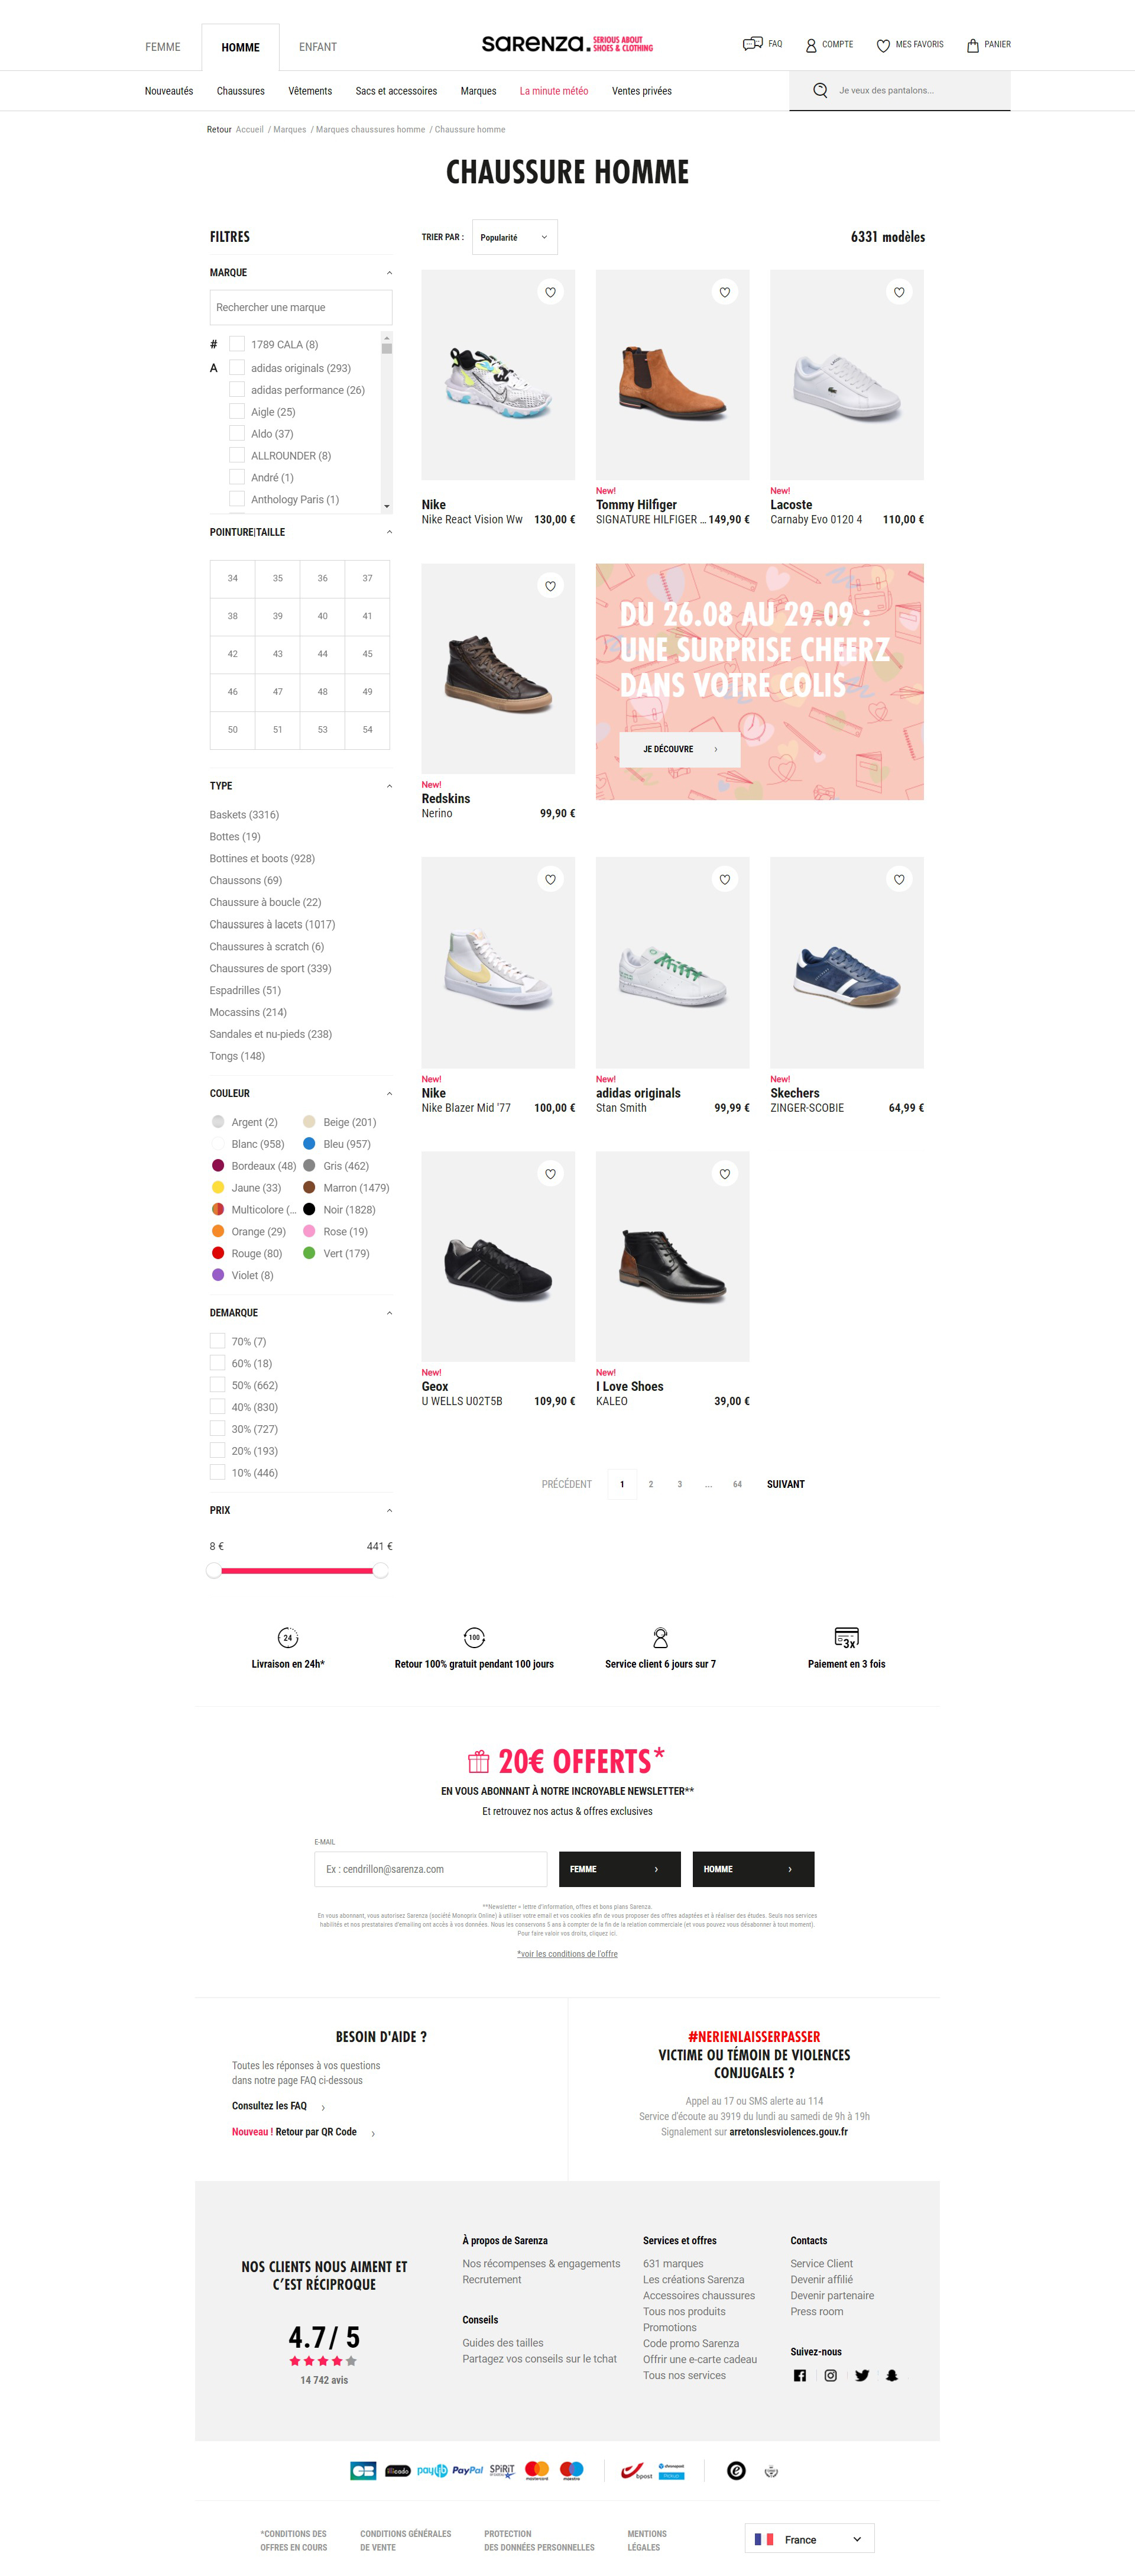 FEMME
HOMME
ENFANT
sarenza.
SERIOUS ABOUT
SHOES & CLOTHING
FAQ
COMPTE
MES FAVORIS
PANIER
Nouveautés
Chaussures
Vêtements
Sacs et accessoires
Marques
La minute météo
Ventes privées
Je veux des pantalons...
Retour Accueil / Marques / Marques chaussures homme / Chaussure homme
CHAUSSURE HOMME
FILTRES
MARQUE
Rechercher une marque
# 1789 CALA (8)
A adidas originals (293)
adidas performance (26)
Aigle (25)
Aldo (37)
ALLROUNDER (8)
André (1)
Anthology Paris (1)
POINTURE|TAILLE
34 35 36 37
38 39 40 41
42 43 44 45
46 47 48 49
50 51 53 54
TYPE
Baskets (3316)
Bottes (19)
Bottines et boots (928)
Chaussons (69)
Chaussure à boucle (22)
Chaussures à lacets (1017)
Chaussures à scratch (6)
Chaussures de sport (339)
Espadrilles (51)
Mocassins (214)
Sandales et nu-pieds (238)
Tongs (148)
COULEUR
Argent (2) Beige (201)
Blanc (958) Bleu (957)
Bordeaux (48) Gris (462)
Jaune (33) Marron (1479)
Multicolore (... Noir (1828)
Orange (29) Rose (19)
Rouge (80) Vert (179)
Violet (8)
DEMARQUE
70% (7)
60% (18)
50% (662)
40% (830)
30% (727)
20% (193)
10% (446)
PRIX
8 € 441 €
TRIER PAR : Popularité
6331 modèles
Nike
Nike React Vision Ww 130,00 €
New!
Tommy Hilfiger
SIGNATURE HILFIGER ... 149,90 €
New!
Lacoste
Carnaby Evo 0120 4 110,00 €
New!
Redskins
Nerino 99,90 €
DU 26.08 AU 29.09 :
UNE SURPRISE CHEERZ
DANS VOTRE COLIS
JE DÉCOUVRE
New!
Nike
Nike Blazer Mid '77 100,00 €
New!
adidas originals
Stan Smith 99,99 €
New!
Skechers
ZINGER-SCOBIE 64,99 €
New!
Geox
U WELLS U02T5B 109,90 €
New!
I Love Shoes
KALEO 39,00 €
PRÉCÉDENT 1 2 3 ... 64 SUIVANT
24
Livraison en 24h*
100
Retour 100% gratuit pendant 100 jours
Service client 6 jours sur 7
3x
Paiement en 3 fois
20€ OFFERTS*
EN VOUS ABONNANT À NOTRE INCROYABLE NEWSLETTER**
Et retrouvez nos actus & offres exclusives
E-MAIL
Ex : cendrillon@sarenza.com
FEMME
HOMME
**Newsletter = lettre d'information, offres et bons plans Sarenza.
En vous abonnant, vous autorisez Sarenza (société Monoprix Online) à utiliser votre email et vos cookies afin de vous proposer des offres adaptées et à réaliser des études. Seuls nos services
habilités et nos prestataires d'emailing ont accès à vos données. Nous les conservons 5 ans à compter de la fin de la relation commerciale (et vous pouvez vous désabonner à tout moment).
Pour faire valoir vos droits, cliquez ici.
*voir les conditions de l'offre
BESOIN D'AIDE ?
Toutes les réponses à vos questions
dans notre page FAQ ci-dessous
Consultez les FAQ
Nouveau ! Retour par QR Code
#NERIENLAISSERPASSER
VICTIME OU TÉMOIN DE VIOLENCES
CONJUGALES ?
Appel au 17 ou SMS alerte au 114
Service d'écoute au 3919 du lundi au samedi de 9h à 19h
Signalement sur arretonslesviolences.gouv.fr
NOS CLIENTS NOUS AIMENT ET
C'EST RÉCIPROQUE
4.7/ 5
14 742 avis
À propos de Sarenza
Nos récompenses & engagements
Recrutement
Conseils
Guides des tailles
Partagez vos conseils sur le tchat
Services et offres
631 marques
Les créations Sarenza
Accessoires chaussures
Tous nos produits
Promotions
Code promo Sarenza
Offrir une e-carte cadeau
Tous nos services
Contacts
Service Client
Devenir affilié
Devenir partenaire
Press room
Suivez-nous
CB
PayPal
SPiRiT
mastercard
maestro
bpost
*CONDITIONS DES
OFFRES EN COURS
CONDITIONS GÉNÉRALES
DE VENTE
PROTECTION
DES DONNÉES PERSONNELLES
MENTIONS
LÉGALES
France